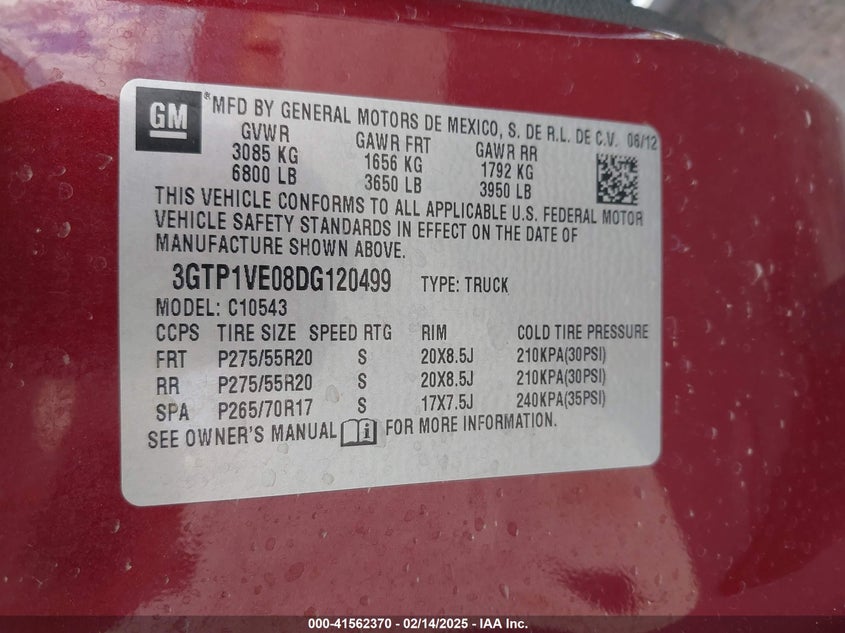 GM
*MFD BY GENERAL MOTORS DE MEXICO, S. DE R.L. DE C.V. 06/12
GVWR GAWR FRT GAWR RR
3085 KG 1656 KG 1792 KG
6800 LB 3650 LB 3950 LB
THIS VEHICLE CONFORMS TO ALL APPLICABLE U.S. FEDERAL MOTOR
VEHICLE SAFETY STANDARDS IN EFFECT ON THE DATE OF
MANUFACTURE SHOWN ABOVE.
3GTP1VE08DG120499 TYPE: TRUCK
MODEL: C10543
CCPS TIRE SIZE SPEED RTG RIM COLD TIRE PRESSURE
FRT P275/55R20 S 20X8.5J 210KPA(30PSI)
RR P275/55R20 S 20X8.5J 210KPA(30PSI)
SPA P265/70R17 S 17X7.5J 240KPA(35PSI)
SEE OWNER'S MANUAL i FOR MORE INFORMATION.
000-41562370 - 02/14/2025 - IAA Inc.